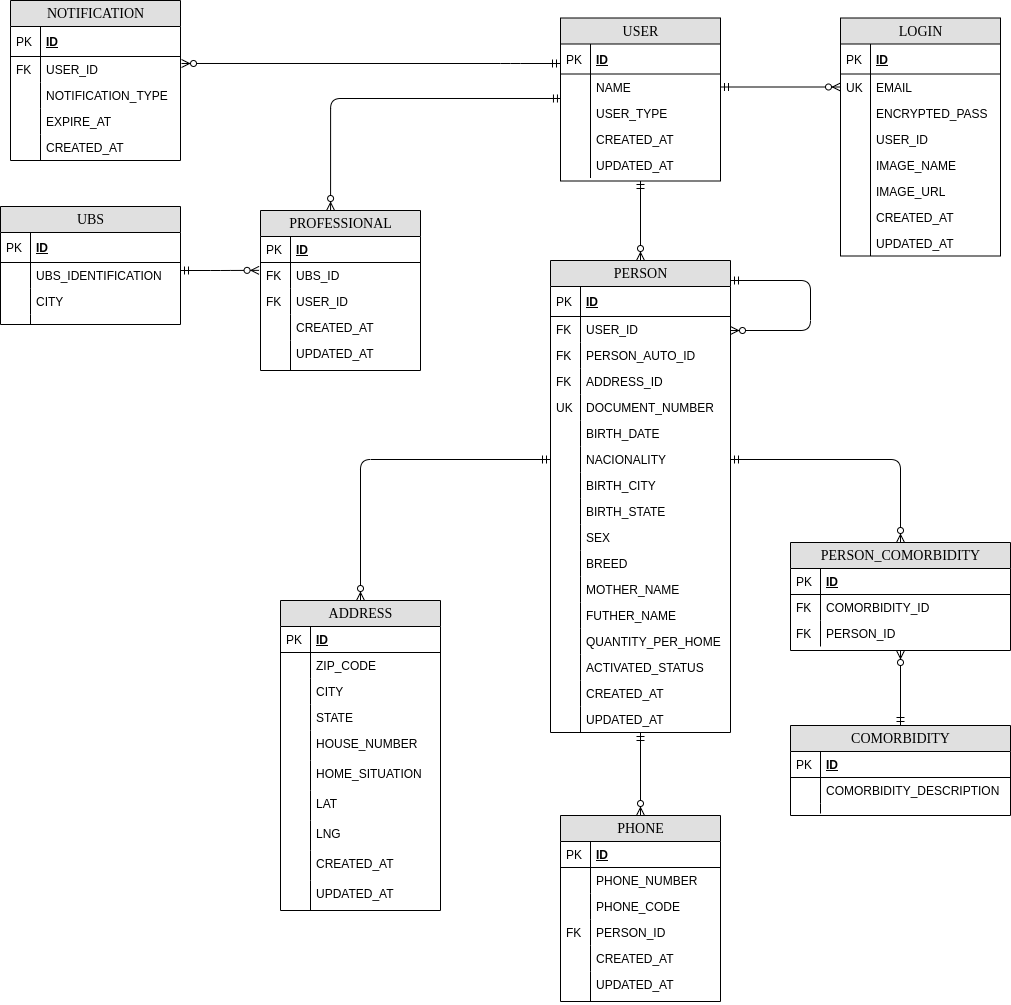 NOTIFICATION
PK ID
FK USER_ID
NOTIFICATION_TYPE
EXPIRE_AT
CREATED_AT
USER
PK ID
NAME
USER_TYPE
CREATED_AT
UPDATED_AT
LOGIN
PK ID
UK EMAIL
ENCRYPTED_PASS
USER_ID
IMAGE_NAME
IMAGE_URL
CREATED_AT
UPDATED_AT
UBS
PK ID
UBS_IDENTIFICATION
CITY
PROFESSIONAL
PK ID
FK UBS_ID
FK USER_ID
CREATED_AT
UPDATED_AT
PERSON
PK ID
FK USER_ID
FK PERSON_AUTO_ID
FK ADDRESS_ID
UK DOCUMENT_NUMBER
BIRTH_DATE
NACIONALITY
BIRTH_CITY
BIRTH_STATE
SEX
BREED
MOTHER_NAME
FUTHER_NAME
QUANTITY_PER_HOME
ACTIVATED_STATUS
CREATED_AT
UPDATED_AT
PERSON_COMORBIDITY
PK ID
FK COMORBIDITY_ID
FK PERSON_ID
ADDRESS
PK ID
ZIP_CODE
CITY
STATE
HOUSE_NUMBER
HOME_SITUATION
LAT
LNG
CREATED_AT
UPDATED_AT
COMORBIDITY
PK ID
COMORBIDITY_DESCRIPTION
PHONE
PK ID
PHONE_NUMBER
PHONE_CODE
FK PERSON_ID
CREATED_AT
UPDATED_AT